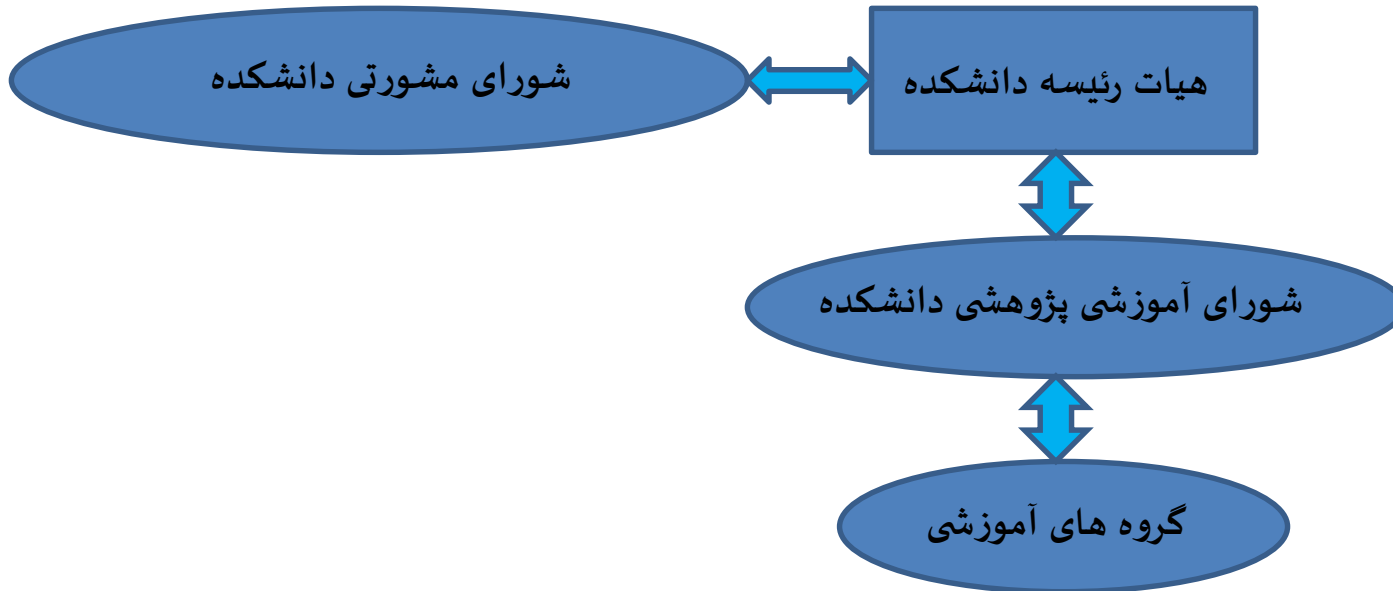 هیات رئیسه دانشکده
شورای مشورتی دانشکده
شورای آموزشی پژوهشی دانشکده
گروه های آموزشی